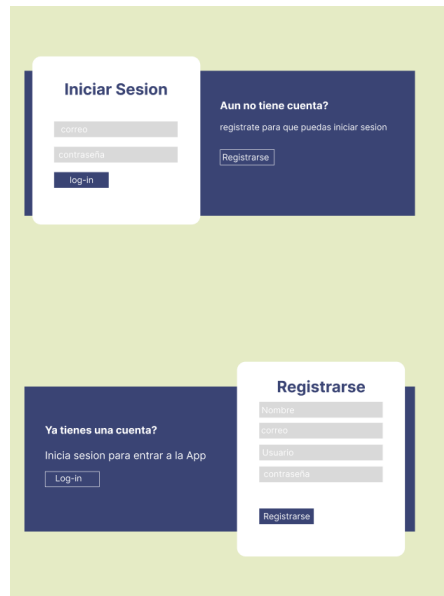 Iniciar Sesion
correo
contraseña
log-in
Aun no tiene cuenta?
registrate para que puedas iniciar sesion
Registrarse
Ya tienes una cuenta?
Inicia sesion para entrar a la App
Log-in
Registrarse
Nombre
correo
Usuario
contraseña
Registrarse